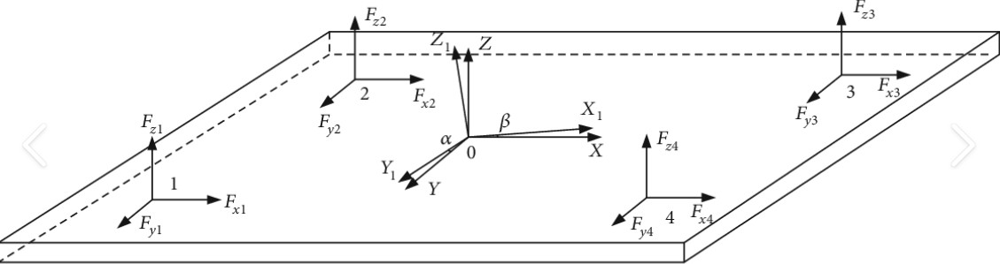 F_z2
F_z3
Z_1 Z
2 F_x2
3 F_x3
F_y2
F_y3
F_z1
X_1
β
α
0 X
F_z4
Y_1
Y
1
F_x1
F_y1
F_y4 4 F_x4